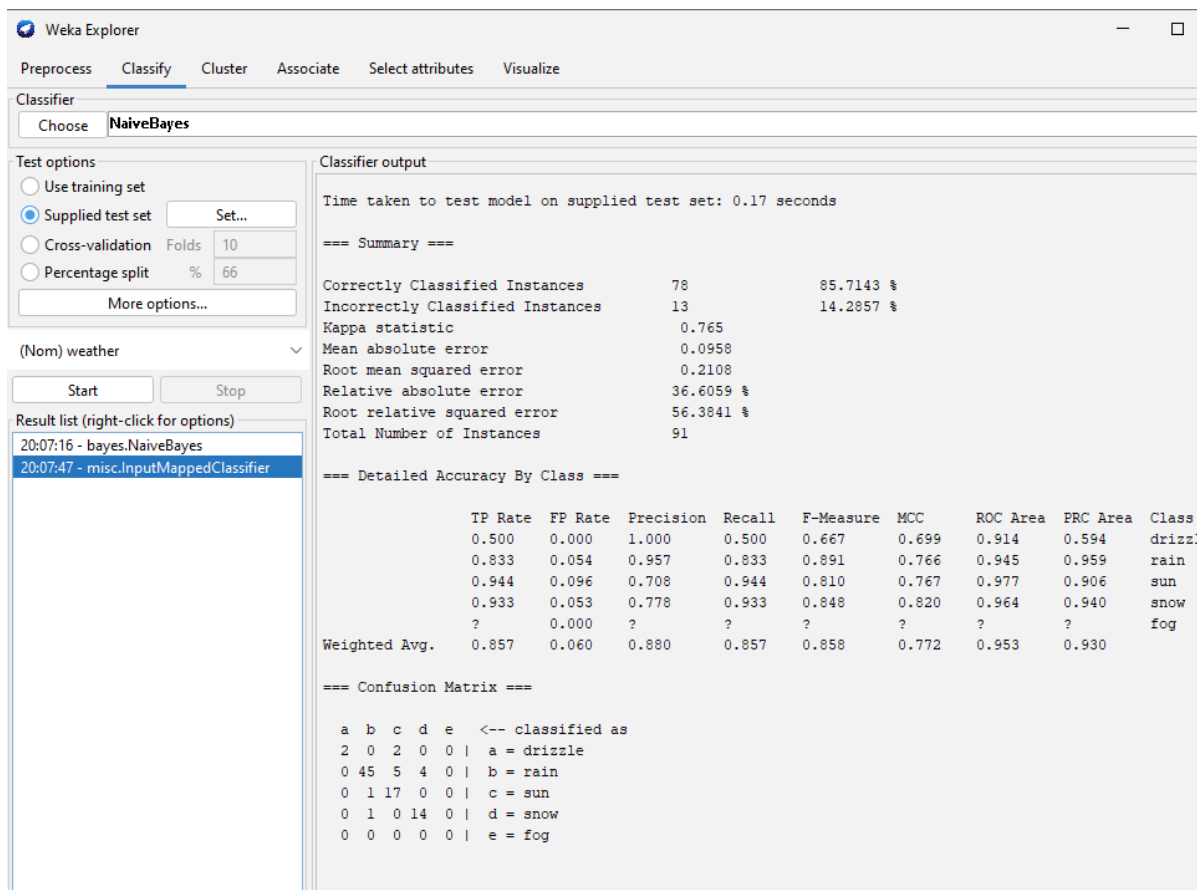 Weka Explorer
Preprocess Classify Cluster Associate Select attributes Visualize
Classifier
Choose NaiveBayes
Test options
Use training set
Supplied test set Set...
Cross-validation Folds 10
Percentage split % 66
More options...
(Nom) weather
Start Stop
Result list (right-click for options)
20:07:16 - bayes.NaiveBayes
20:07:47 - misc.InputMappedClassifier
Classifier output
Time taken to test model on supplied test set: 0.17 seconds
=== Summary ===
Correctly Classified Instances 78 85.7143 %
Incorrectly Classified Instances 13 14.2857 %
Kappa statistic 0.765
Mean absolute error 0.0958
Root mean squared error 0.2108
Relative absolute error 36.6059 %
Root relative squared error 56.3841 %
Total Number of Instances 91
=== Detailed Accuracy By Class ===
TP Rate FP Rate Precision Recall F-Measure MCC ROC Area PRC Area Class
0.500 0.000 1.000 0.500 0.667 0.699 0.914 0.594 drizz
0.833 0.054 0.957 0.833 0.891 0.766 0.945 0.959 rain
0.944 0.096 0.708 0.944 0.810 0.767 0.977 0.906 sun
0.933 0.053 0.778 0.933 0.848 0.820 0.964 0.940 snow
? 0.000 ? ? ? ? ? ? fog
Weighted Avg. 0.857 0.060 0.880 0.857 0.858 0.772 0.953 0.930
=== Confusion Matrix ===
a b c d e <-- classified as
2 0 2 0 0 | a = drizzle
0 45 5 4 0 | b = rain
0 1 17 0 0 | c = sun
0 1 0 14 0 | d = snow
0 0 0 0 0 | e = fog